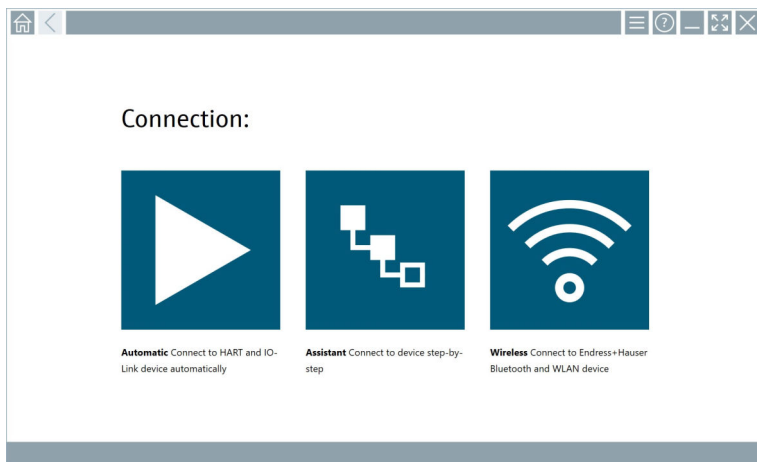 Connection:
Automatic Connect to HART and IO-
Link device automatically
Assistant Connect to device step-by-
step
Wireless Connect to Endress+Hauser
Bluetooth and WLAN device